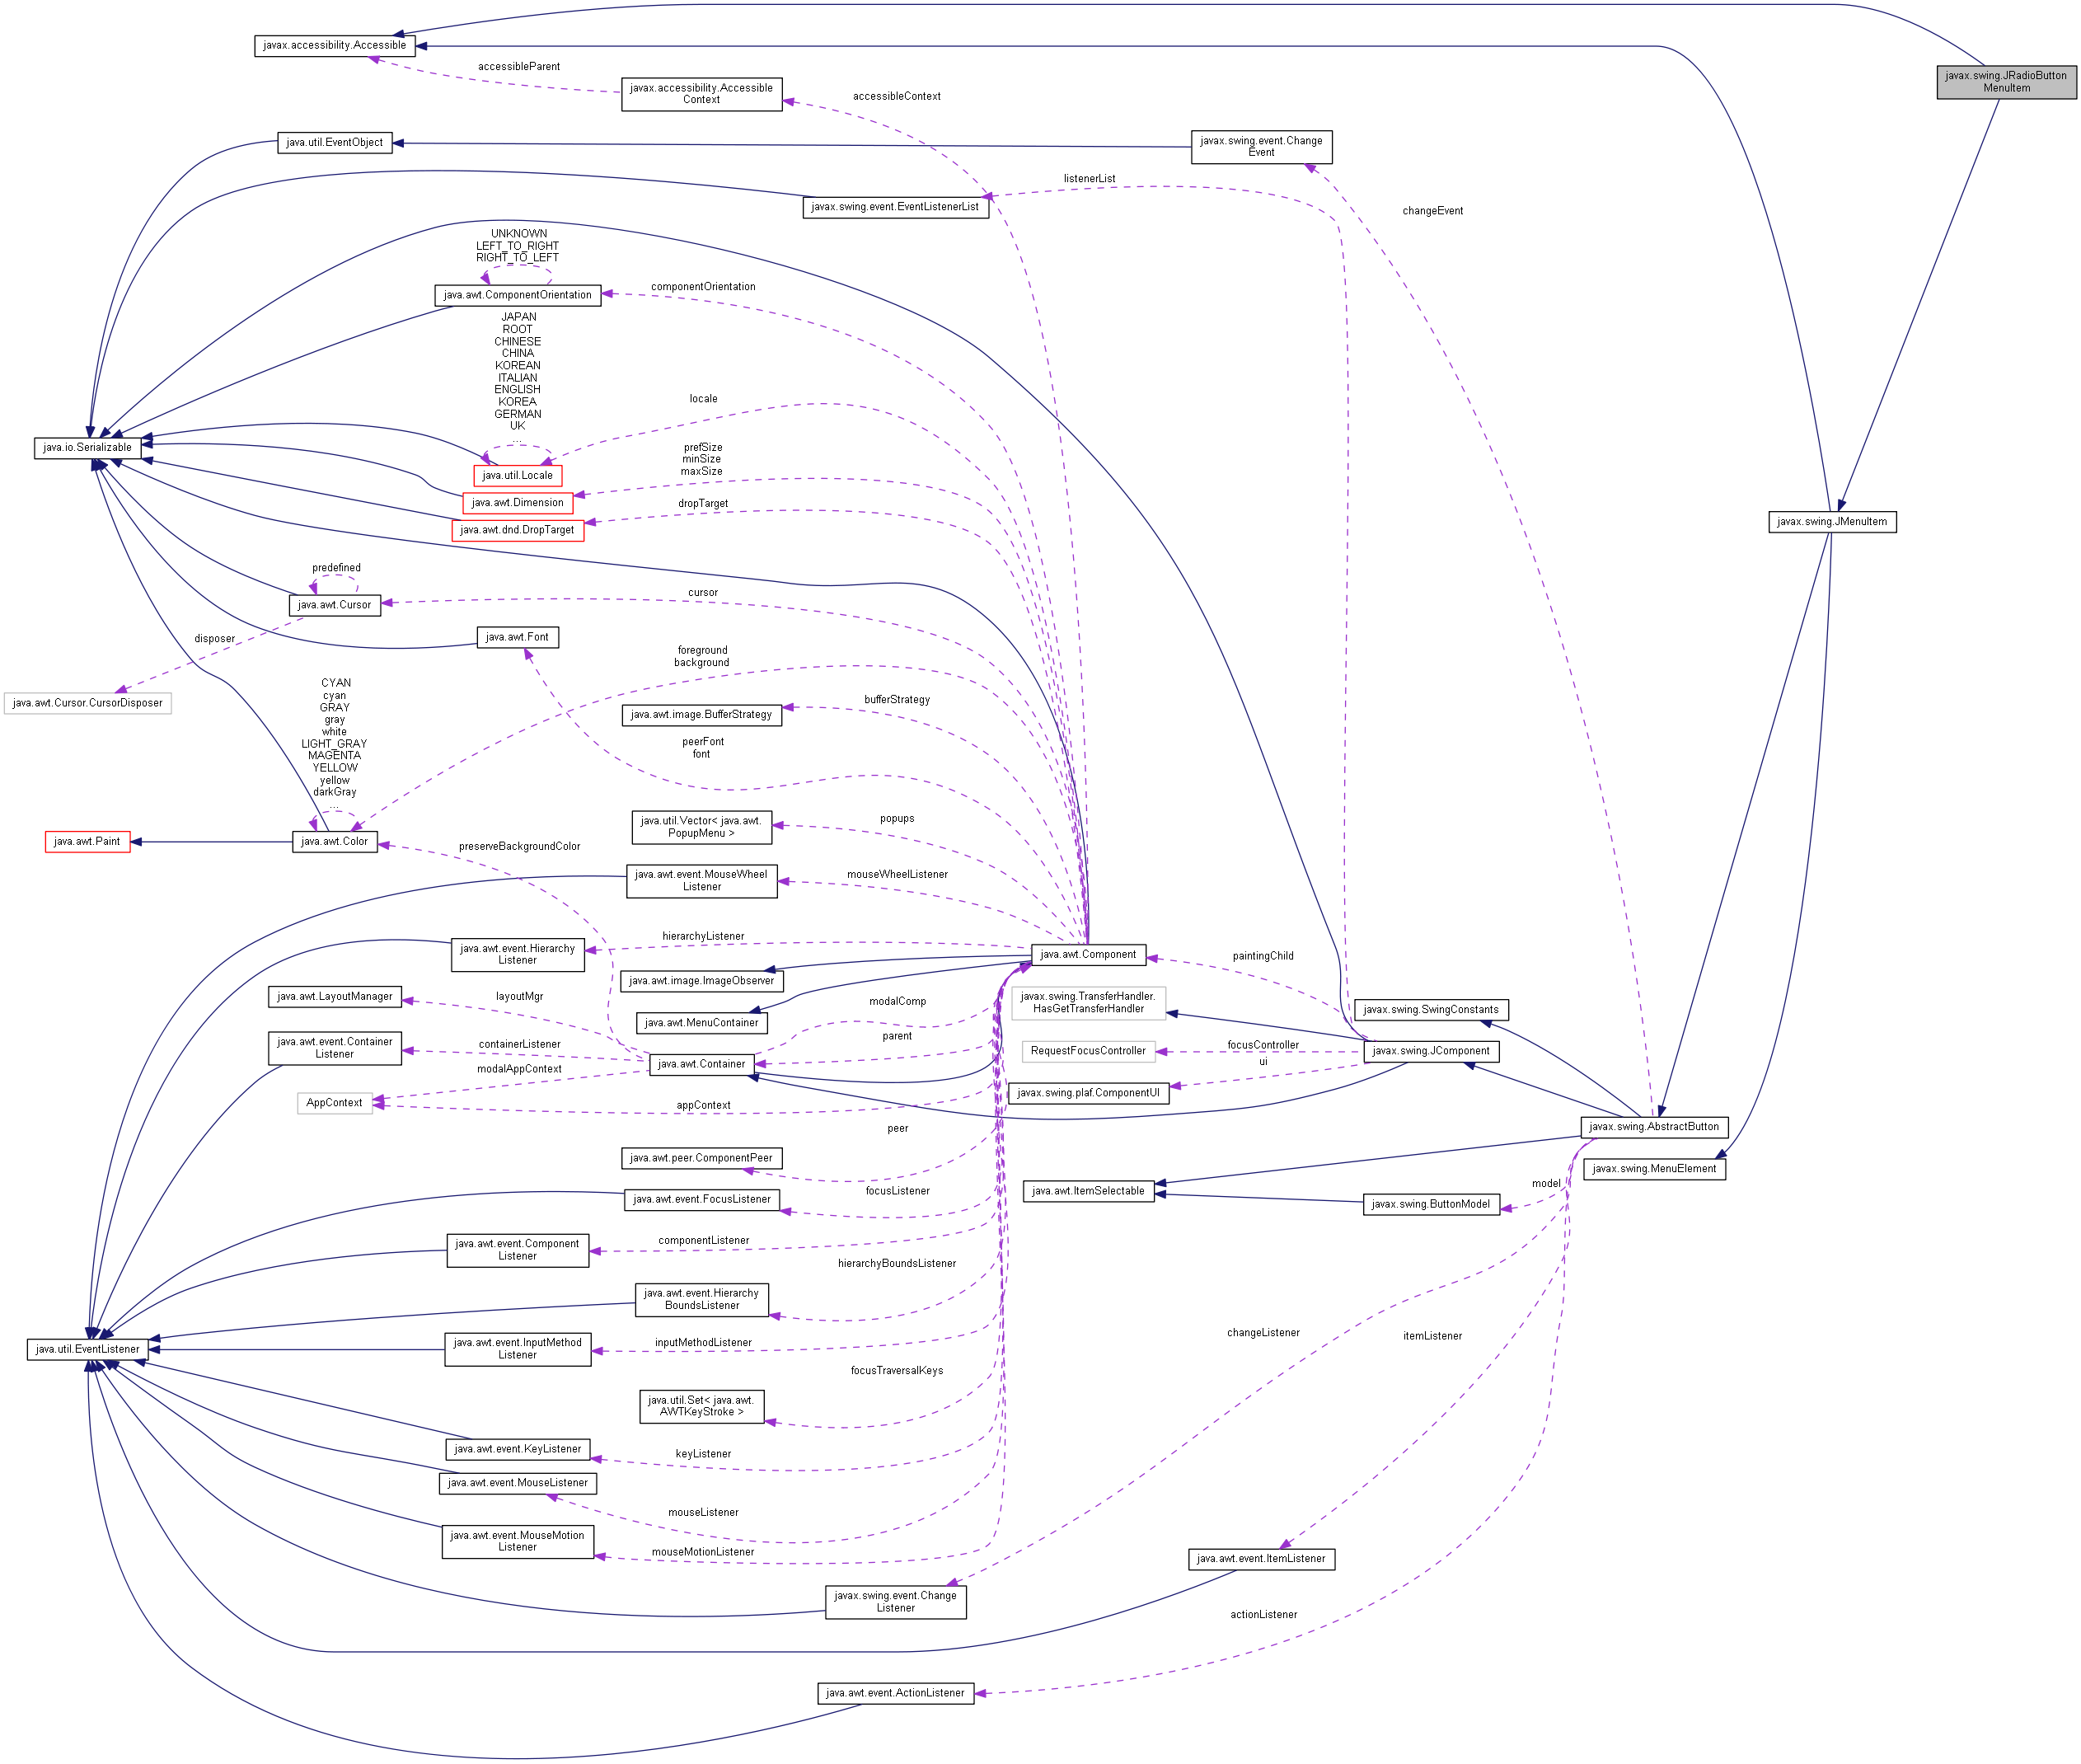 javax.accessibility.Accessible
accessibleParent
javax.accessibility.Accessible
Context
accessibleContext
javax.swing.JRadioButton
MenuItem
java.util.EventObject
javax.swing.event.Change
Event
listenerList
javax.swing.event.EventListenerList
changeEvent
UNKNOWN
LEFT_TO_RIGHT
RIGHT_TO_LEFT
java.awt.ComponentOrientation
componentOrientation
JAPAN
ROOT
CHINESE
CHINA
KOREAN
ITALIAN
ENGLISH
KOREA
GERMAN
UK
...
locale
java.io.Serializable
java.util.Locale
prefSize
minSize
maxSize
java.awt.Dimension
dropTarget
java.awt.dnd.DropTarget
javax.swing.JMenuItem
predefined
java.awt.Cursor
cursor
disposer
java.awt.Font
foreground
background
java.awt.Cursor.CursorDisposer
CYAN
cyan
GRAY
gray
white
LIGHT_GRAY
MAGENTA
YELLOW
yellow
darkGray
...
java.awt.image.BufferStrategy
bufferStrategy
peerFont
font
java.awt.Paint
java.awt.Color
preserveBackgroundColor
java.util.Vector< java.awt.
PopupMenu >
popups
java.awt.event.MouseWheel
Listener
mouseWheelListener
java.awt.event.Hierarchy
Listener
hierarchyListener
java.awt.Component
paintingChild
java.awt.image.ImageObserver
java.awt.LayoutManager
layoutMgr
java.awt.MenuContainer
modalComp
javax.swing.TransferHandler.
HasGetTransferHandler
javax.swing.SwingConstants
java.awt.event.Container
Listener
containerListener
parent
RequestFocusController
focusController
ui
javax.swing.JComponent
modalAppContext
java.awt.Container
AppContext
appContext
javax.swing.plaf.ComponentUI
javax.swing.AbstractButton
peer
java.awt.peer.ComponentPeer
javax.swing.MenuElement
java.awt.event.FocusListener
focusListener
java.awt.ItemSelectable
model
javax.swing.ButtonModel
java.awt.event.Component
Listener
componentListener
hierarchyBoundsListener
java.awt.event.Hierarchy
BoundsListener
java.util.EventListener
java.awt.event.InputMethod
Listener
inputMethodListener
changeListener
itemListener
focusTraversalKeys
java.util.Set< java.awt.
AWTKeyStroke >
java.awt.event.KeyListener
keyListener
java.awt.event.MouseListener
mouseListener
java.awt.event.MouseMotion
Listener
mouseMotionListener
java.awt.event.ItemListener
javax.swing.event.Change
Listener
actionListener
java.awt.event.ActionListener